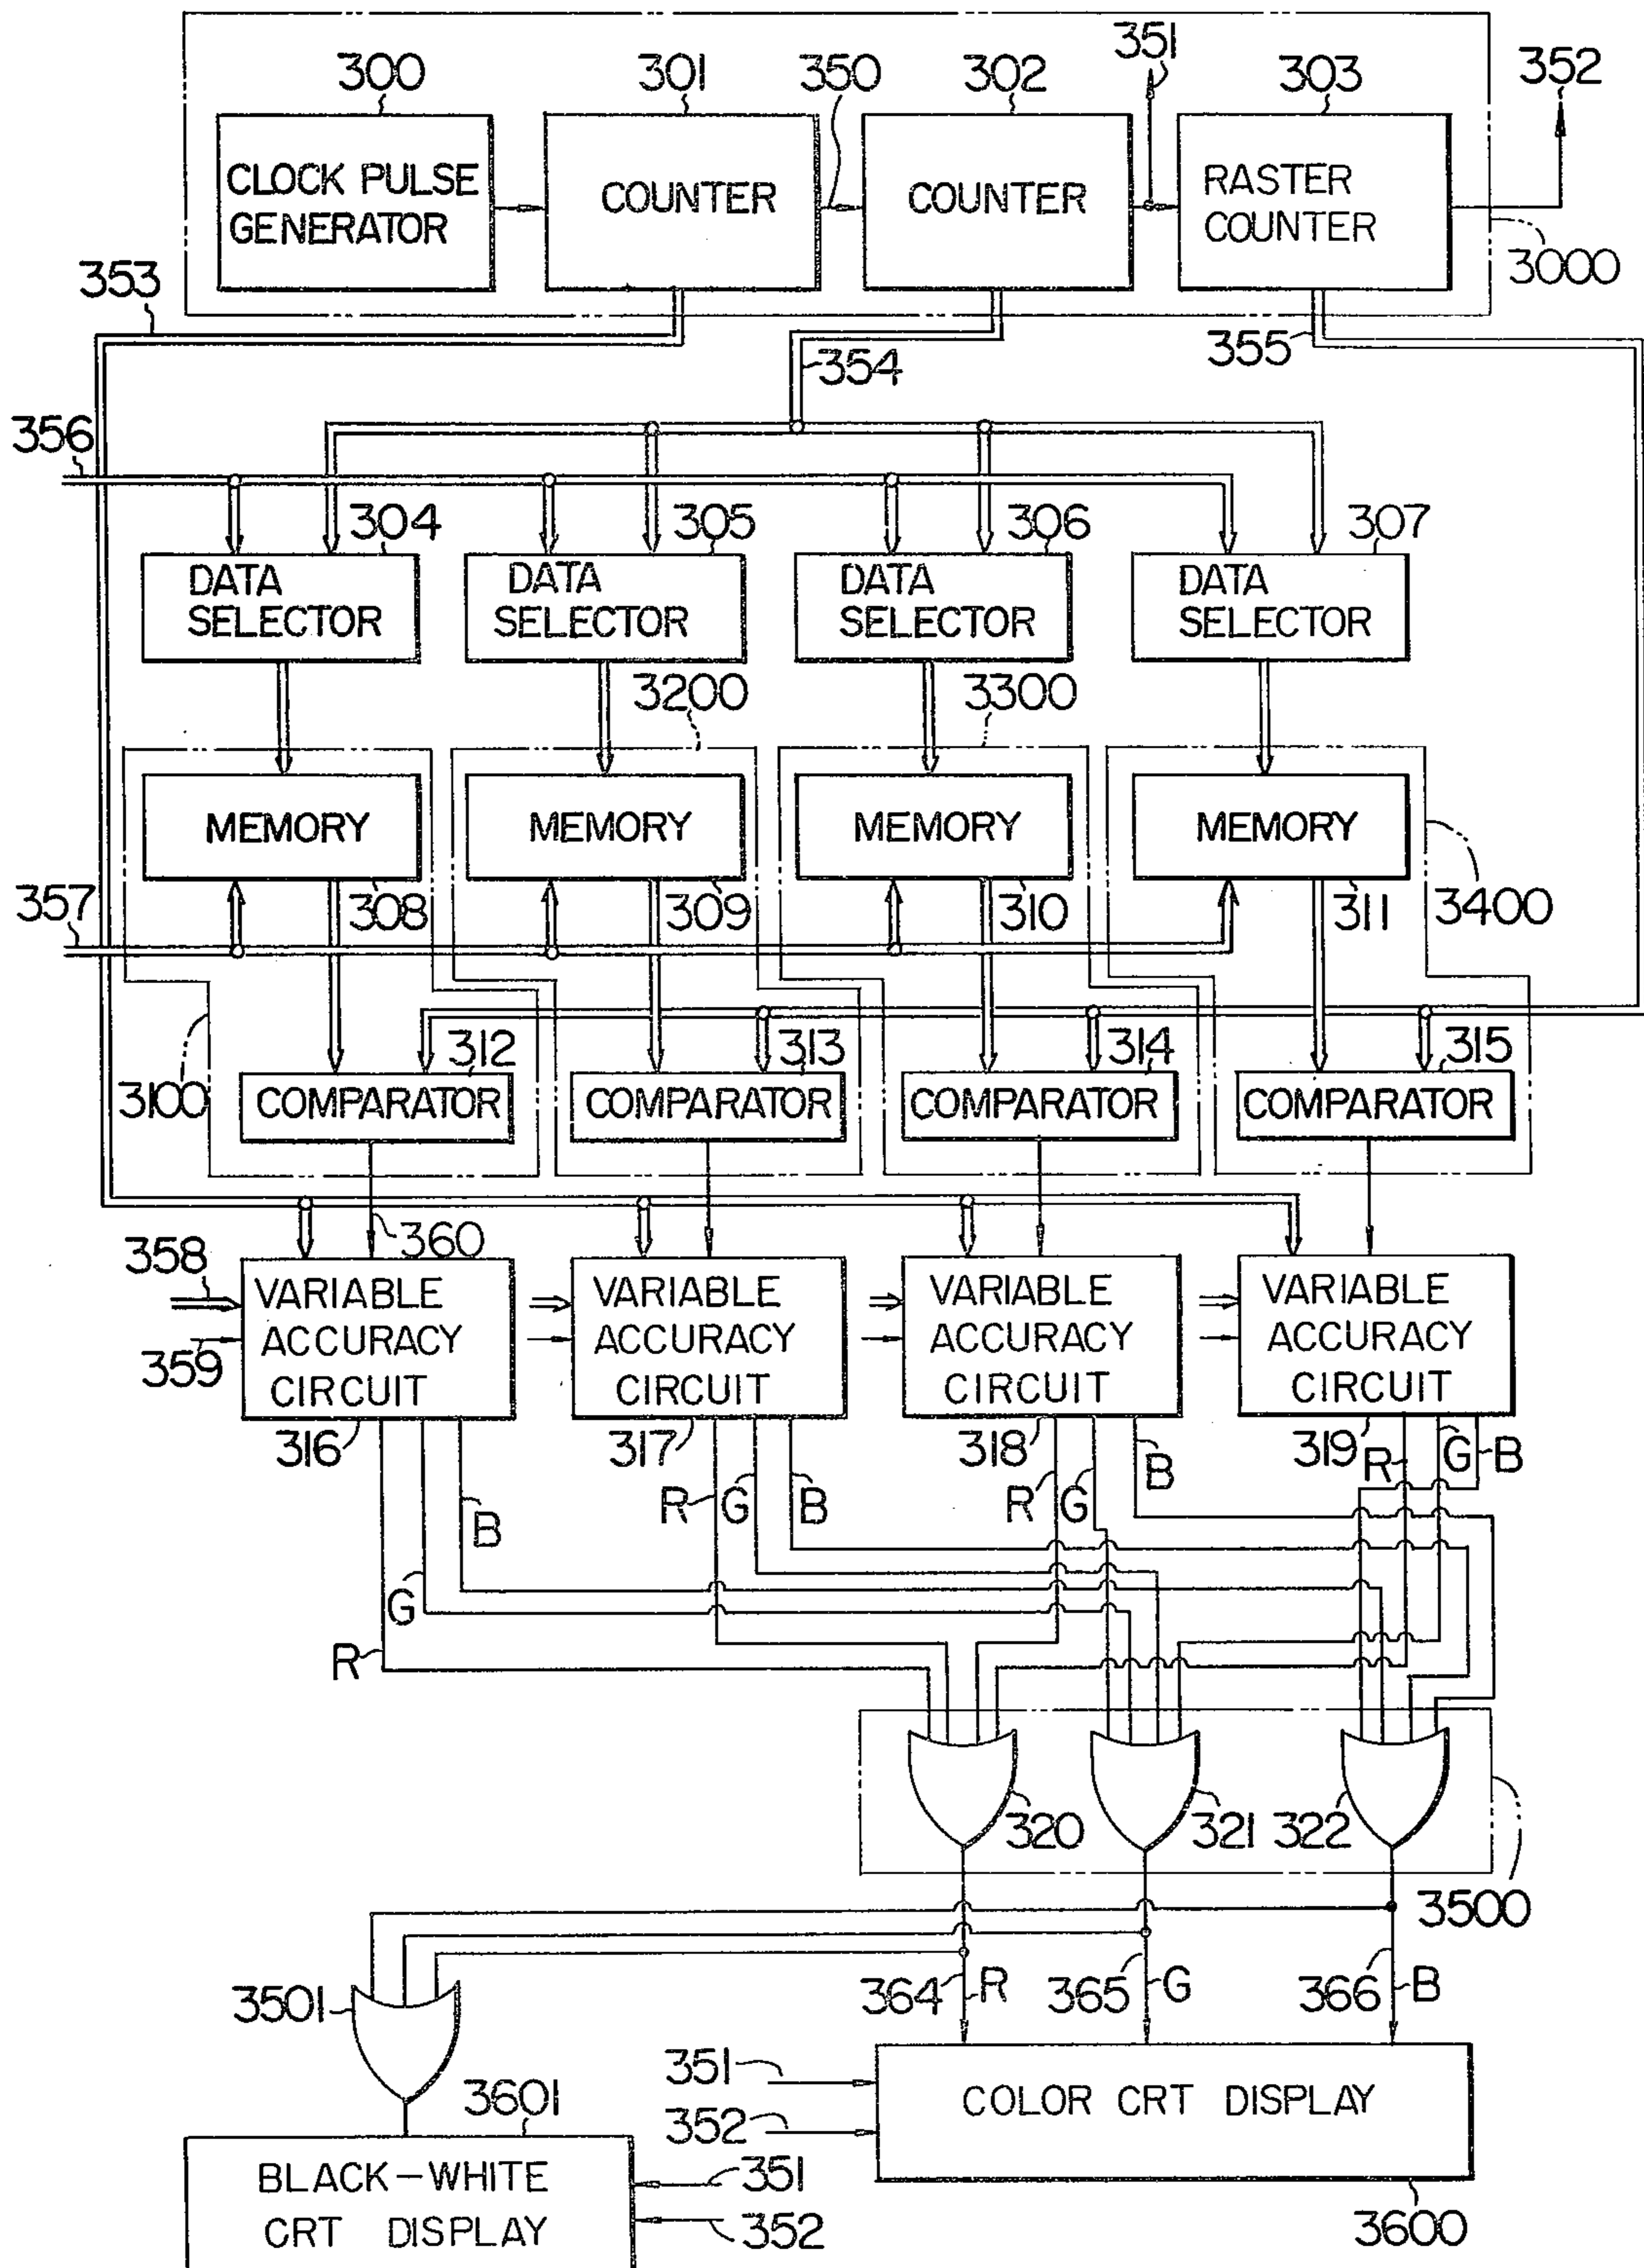 300 301 350 302 351 303 352
CLOCK PULSE
GENERATOR
COUNTER
COUNTER
RASTER
COUNTER
3000
353
354
355
356
304 305 306 307
DATA
SELECTOR
DATA
SELECTOR
DATA
SELECTOR
DATA
SELECTOR
3200 3300
MEMORY MEMORY MEMORY MEMORY
357 308 309 310 311 3400
312 313 314 315
3100
COMPARATOR COMPARATOR COMPARATOR COMPARATOR
360
358
359
VARIABLE
ACCURACY
CIRCUIT
VARIABLE
ACCURACY
CIRCUIT
VARIABLE
ACCURACY
CIRCUIT
VARIABLE
ACCURACY
CIRCUIT
316 317 318 319
R G B
R G B
R G B
R G B
320 321 322
3500
3501
364 R 365 G 366 B
351
352
COLOR CRT DISPLAY
3600
3601
BLACK-WHITE
CRT DISPLAY
351
352